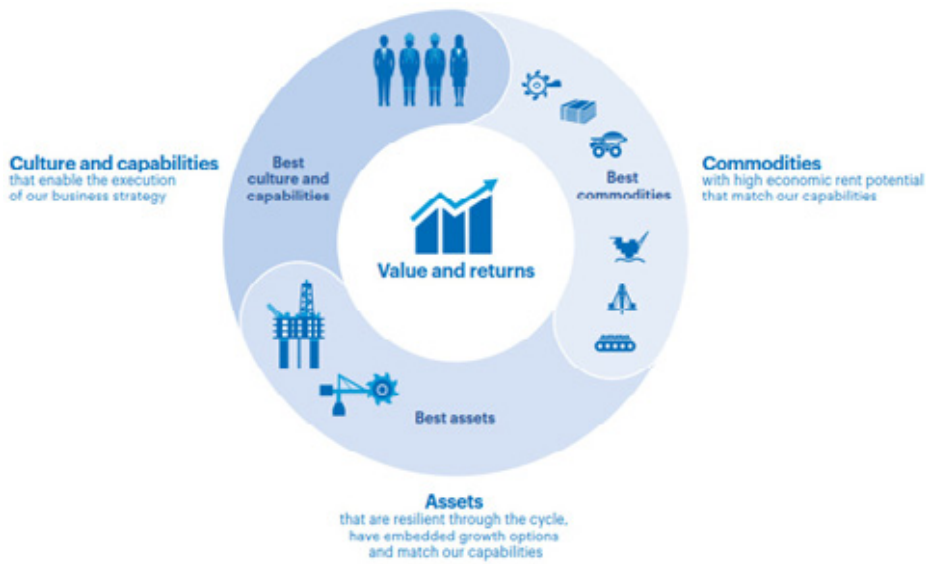 Culture and capabilities
that enable the execution
of our business strategy
Best
culture and
capabilities
Value and returns
Best
commodities
Commodities
with high economic rent potential
that match our capabilities
Best assets
Assets
that are resilient through the cycle,
have embedded growth options
and match our capabilities